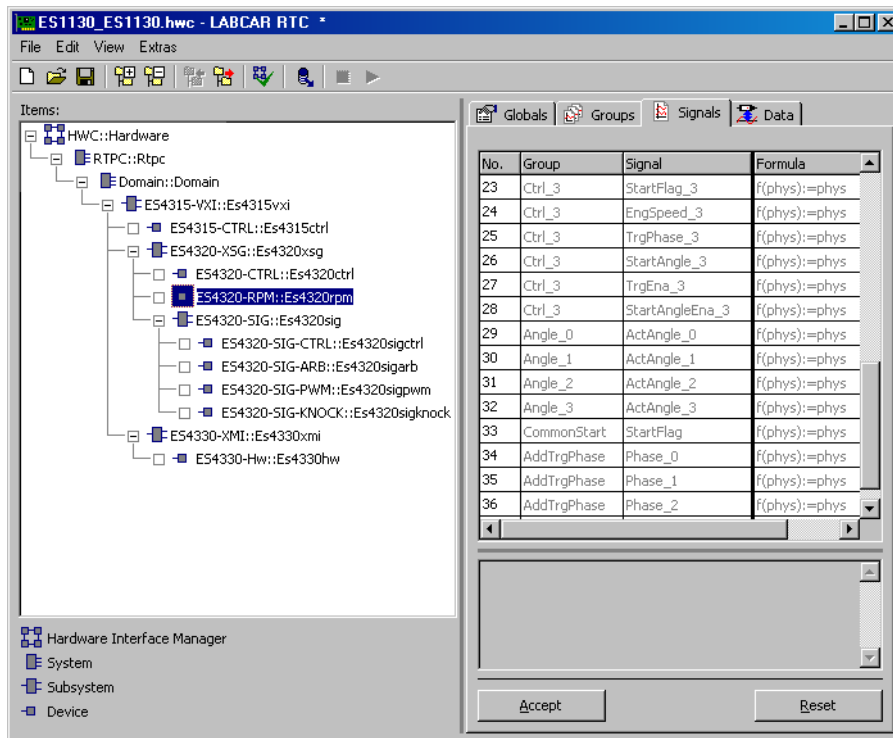 ES1130_ES1130.hwc - LABCAR RTC *
File Edit View Extras
Items:
HWC::Hardware
RTPC::Rtpc
Domain::Domain
ES4315-VXI::Es4315vxi
ES4315-CTRL::Es4315ctrl
ES4320-XSG::Es4320xsg
ES4320-CTRL::Es4320ctrl
ES4320-RPM::Es4320rpm
ES4320-SIG::Es4320sig
ES4320-SIG-CTRL::Es4320sigctrl
ES4320-SIG-ARB::Es4320sigarb
ES4320-SIG-PWM::Es4320sigpwm
ES4320-SIG-KNOCK::Es4320sigknock
ES4330-XMI::Es4330xmi
ES4330-Hw::Es4330hw
Hardware Interface Manager
System
Subsystem
Device
Globals Groups Signals Data
No. Group Signal Formula
23 Ctrl_3 StartFlag_3 f(phys):=phys
24 Ctrl_3 EngSpeed_3 f(phys):=phys
25 Ctrl_3 TrgPhase_3 f(phys):=phys
26 Ctrl_3 StartAngle_3 f(phys):=phys
27 Ctrl_3 TrgEna_3 f(phys):=phys
28 Ctrl_3 StartAngleEna_3 f(phys):=phys
29 Angle_0 ActAngle_0 f(phys):=phys
30 Angle_1 ActAngle_1 f(phys):=phys
31 Angle_2 ActAngle_2 f(phys):=phys
32 Angle_3 ActAngle_3 f(phys):=phys
33 CommonStart StartFlag f(phys):=phys
34 AddTrgPhase Phase_0 f(phys):=phys
35 AddTrgPhase Phase_1 f(phys):=phys
36 AddTrgPhase Phase_2 f(phys):=phys
Accept Reset